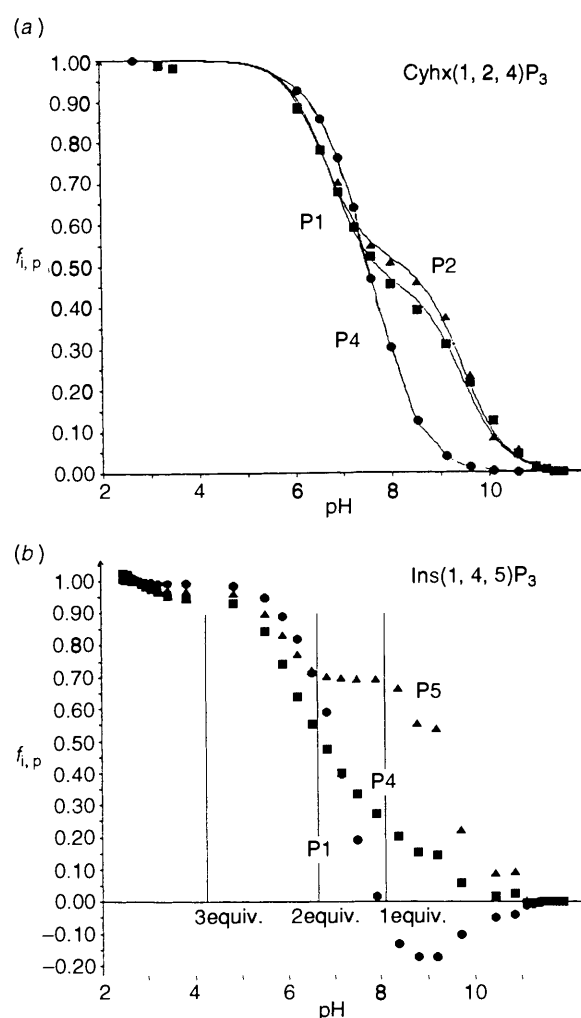 (a)
Cyhx(1, 2, 4)P3
1.00
0.90
0.80
0.70
0.60
fi, p
0.50
0.40
0.30
0.20
0.10
0.00
P1
P2
P4
2 4 6 8 10
pH
(b)
Ins(1, 4, 5)P3
1.00
0.90
0.80
0.70
0.60
0.50
fi, p
0.40
0.30
0.20
0.10
0.00
−0.10
−0.20
P5
P4
P1
3equiv. 2equiv. 1equiv.
2 4 6 8 10
pH